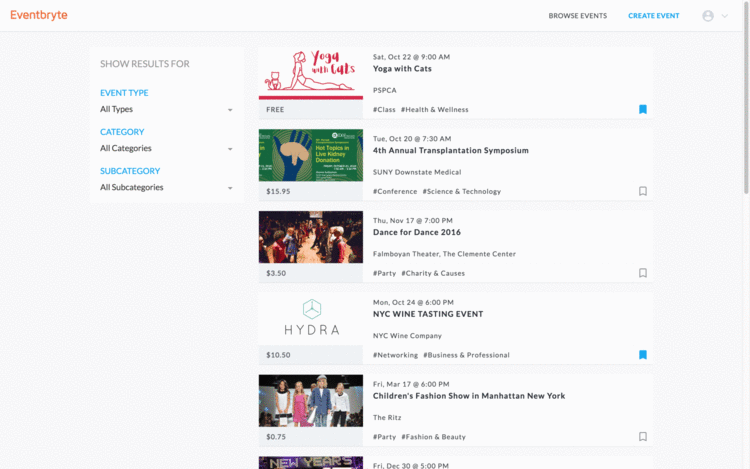 Eventbryte
BROWSE EVENTS
CREATE EVENT
SHOW RESULTS FOR
EVENT TYPE
All Types
CATEGORY
All Categories
SUBCATEGORY
All Subcategories
Yoga
with Cats
FREE
Sat, Oct 22 @ 9:00 AM
Yoga with Cats
PSPCA
#Class #Health & Wellness
Hot Topics in
Live Kidney
Donation
$15.95
Tue, Oct 20 @ 7:30 AM
4th Annual Transplantation Symposium
SUNY Downstate Medical
#Conference #Science & Technology
$3.50
Thu, Nov 17 @ 7:00 PM
Dance for Dance 2016
Falmboyan Theater, The Clemente Center
#Party #Charity & Causes
HYDRA
$10.50
Mon, Oct 24 @ 6:00 PM
NYC WINE TASTING EVENT
NYC Wine Company
#Networking #Business & Professional
$0.75
Fri, Mar 17 @ 6:00 PM
Children's Fashion Show in Manhattan New York
The Ritz
#Party #Fashion & Beauty
NEW YEAR'S
Fri, Dec 30 @ 5:00 PM